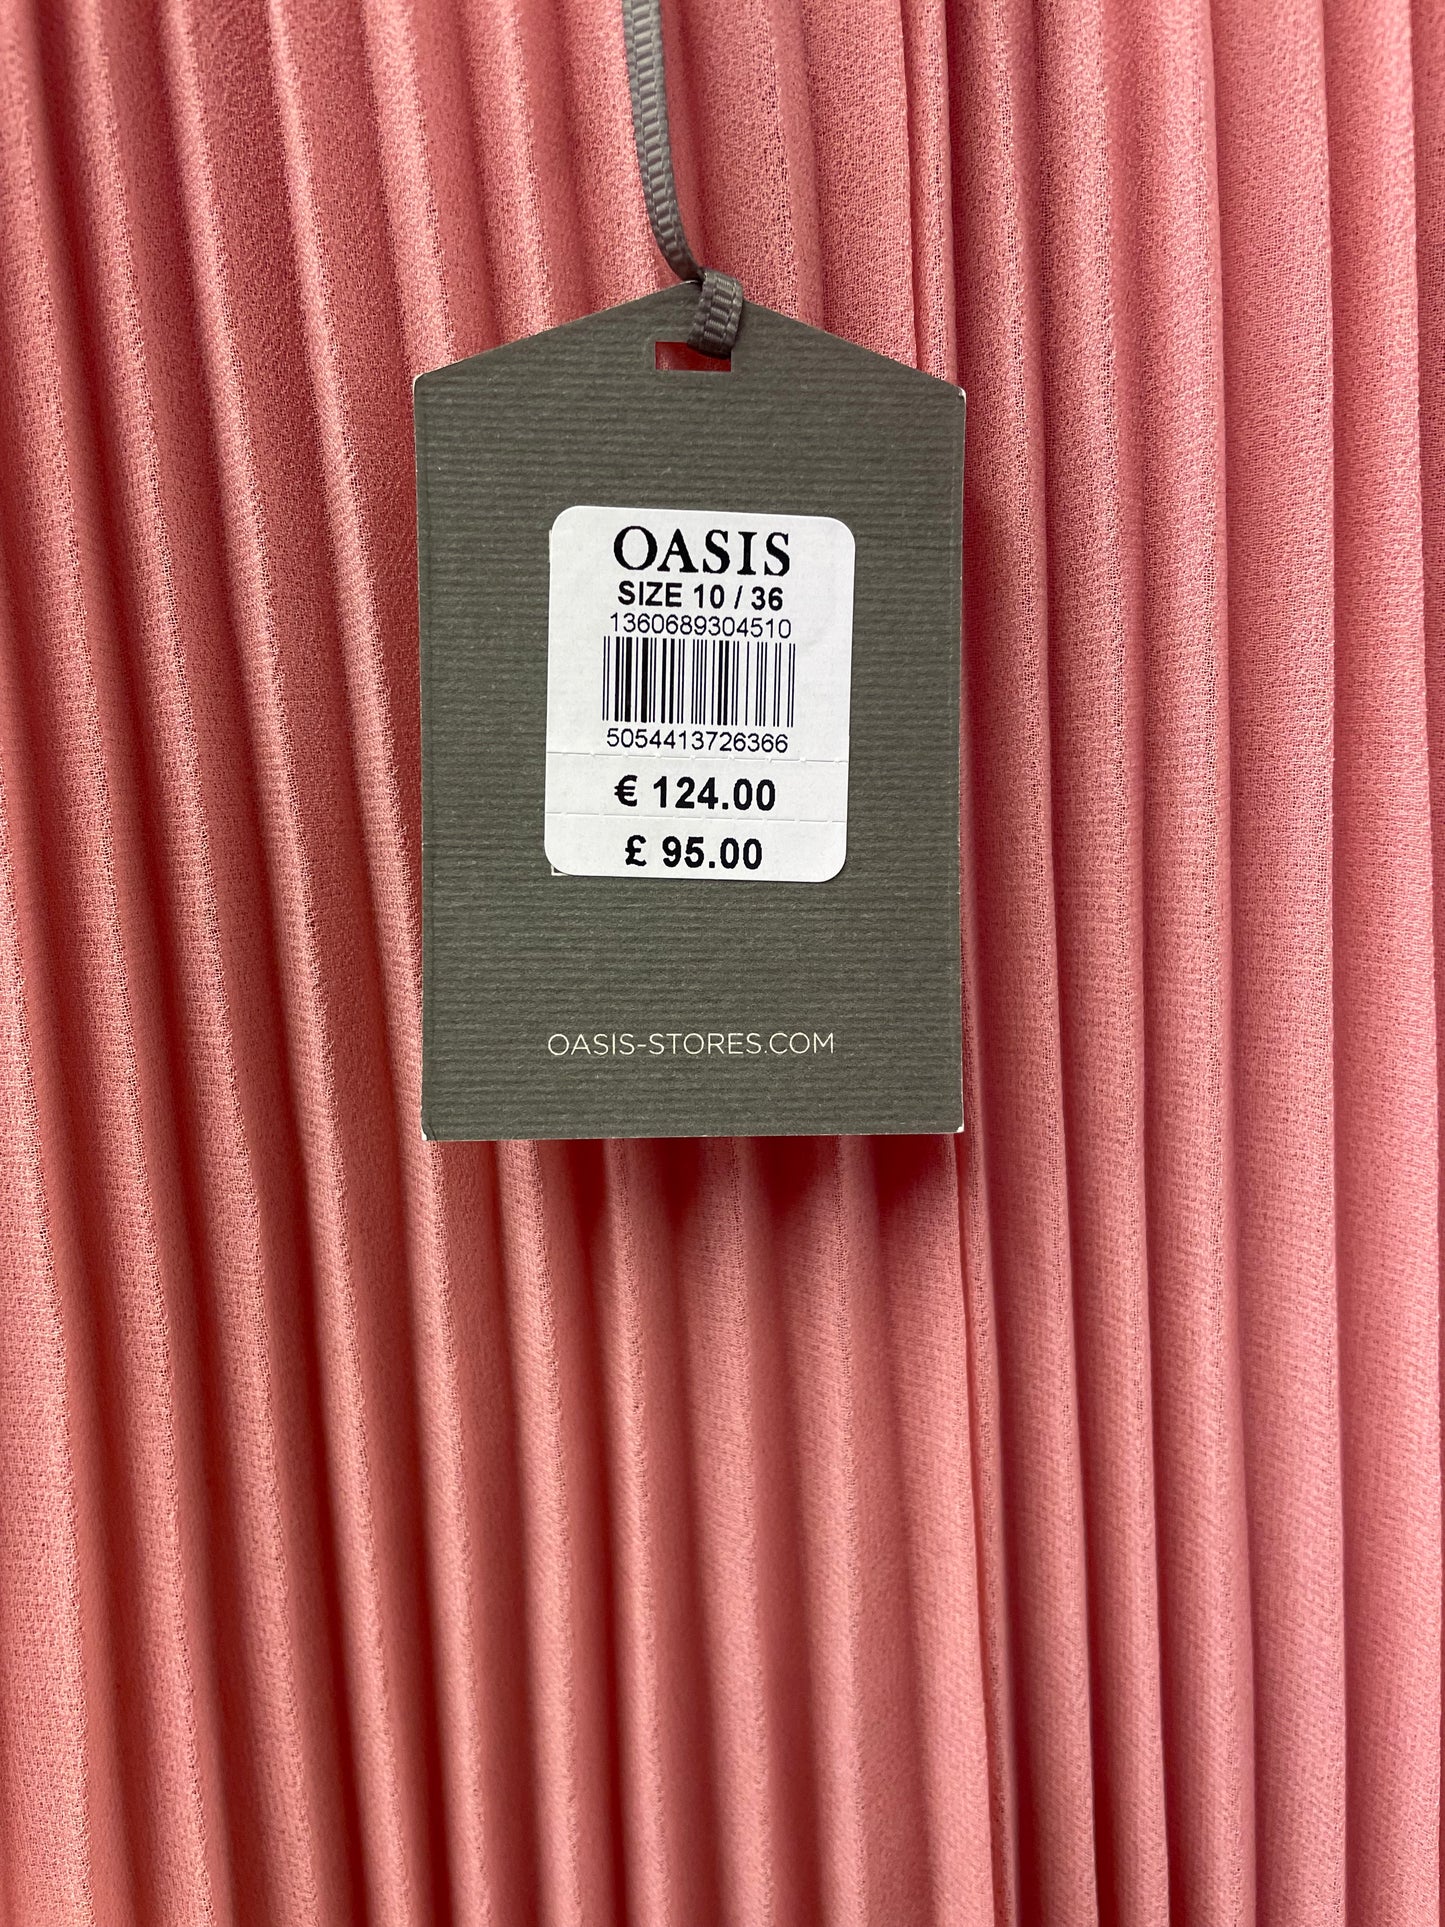 OASIS
SIZE 10 / 36
1360689304510
5054413726366
€ 124.00
£ 95.00
OASIS-STORES.COM